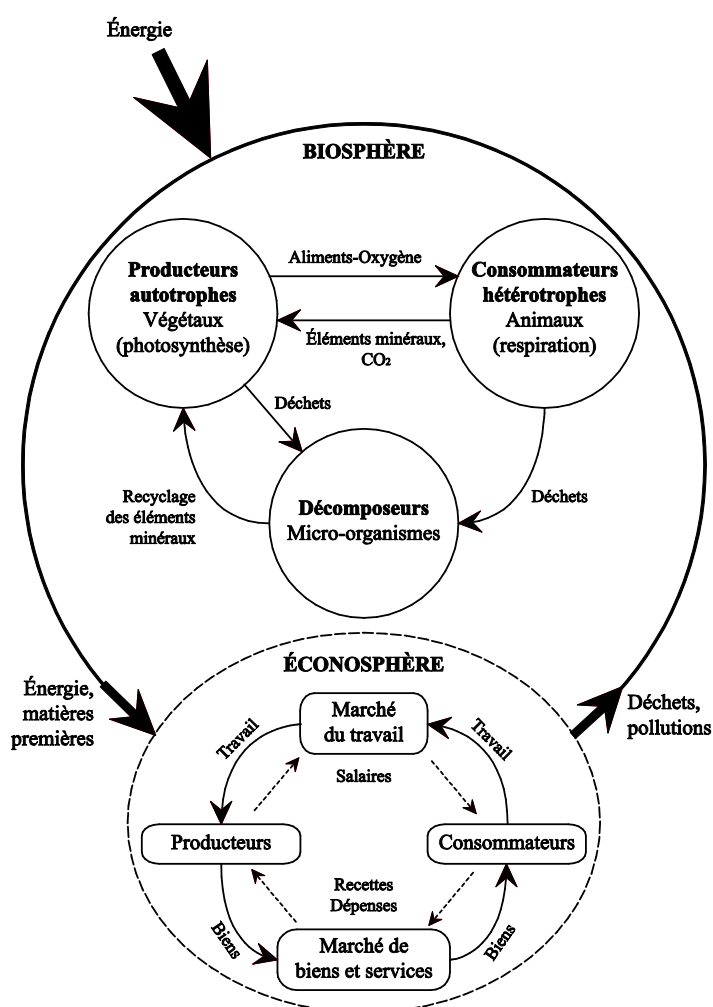 Énergie
BIOSPHÈRE
Producteurs
autotrophes
Végétaux
(photosynthèse)
Aliments-Oxygène
Consommateurs
hétérotrophes
Animaux
(respiration)
Éléments minéraux,
CO₂
Déchets
Recyclage
des éléments
minéraux
Décomposeurs
Micro-organismes
Déchets
ÉCONOSPHÈRE
Énergie,
matières
premières
Déchets,
pollutions
Marché
du travail
Travail
Travail
Salaires
Producteurs
Consommateurs
Recettes
Dépenses
Biens
Biens
Marché de
biens et services